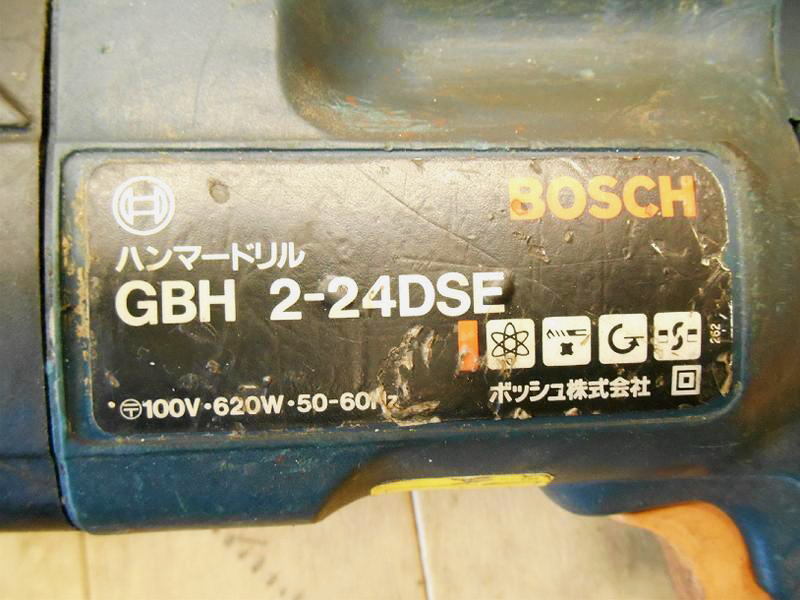 BOSCH
ハンマードリル
GBH 2-24DSE
262
〒100V・620W・50-60Hz
ボッシュ株式会社